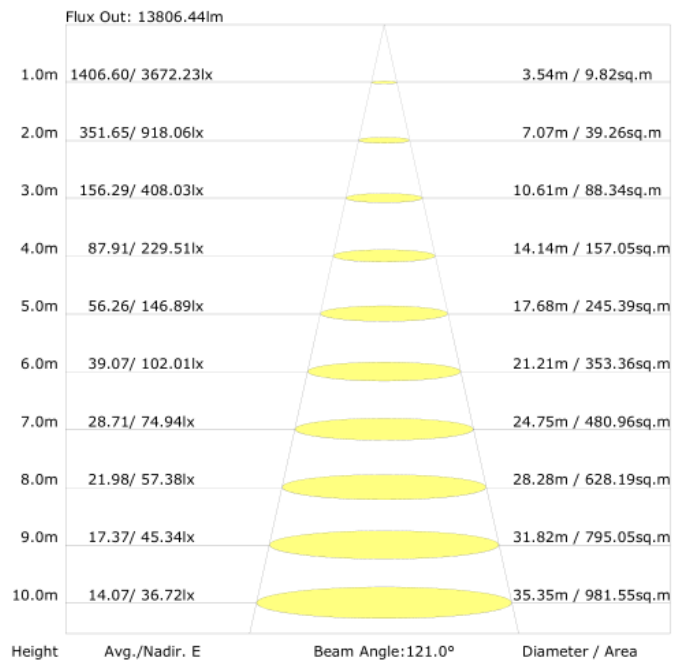 Flux Out: 13806.44lm
1.0m 1406.60/ 3672.23lx 3.54m / 9.82sq.m
2.0m 351.65/ 918.06lx 7.07m / 39.26sq.m
3.0m 156.29/ 408.03lx 10.61m / 88.34sq.m
4.0m 87.91/ 229.51lx 14.14m / 157.05sq.m
5.0m 56.26/ 146.89lx 17.68m / 245.39sq.m
6.0m 39.07/ 102.01lx 21.21m / 353.36sq.m
7.0m 28.71/ 74.94lx 24.75m / 480.96sq.m
8.0m 21.98/ 57.38lx 28.28m / 628.19sq.m
9.0m 17.37/ 45.34lx 31.82m / 795.05sq.m
10.0m 14.07/ 36.72lx 35.35m / 981.55sq.m
Height Avg./Nadir. E Beam Angle:121.0° Diameter / Area